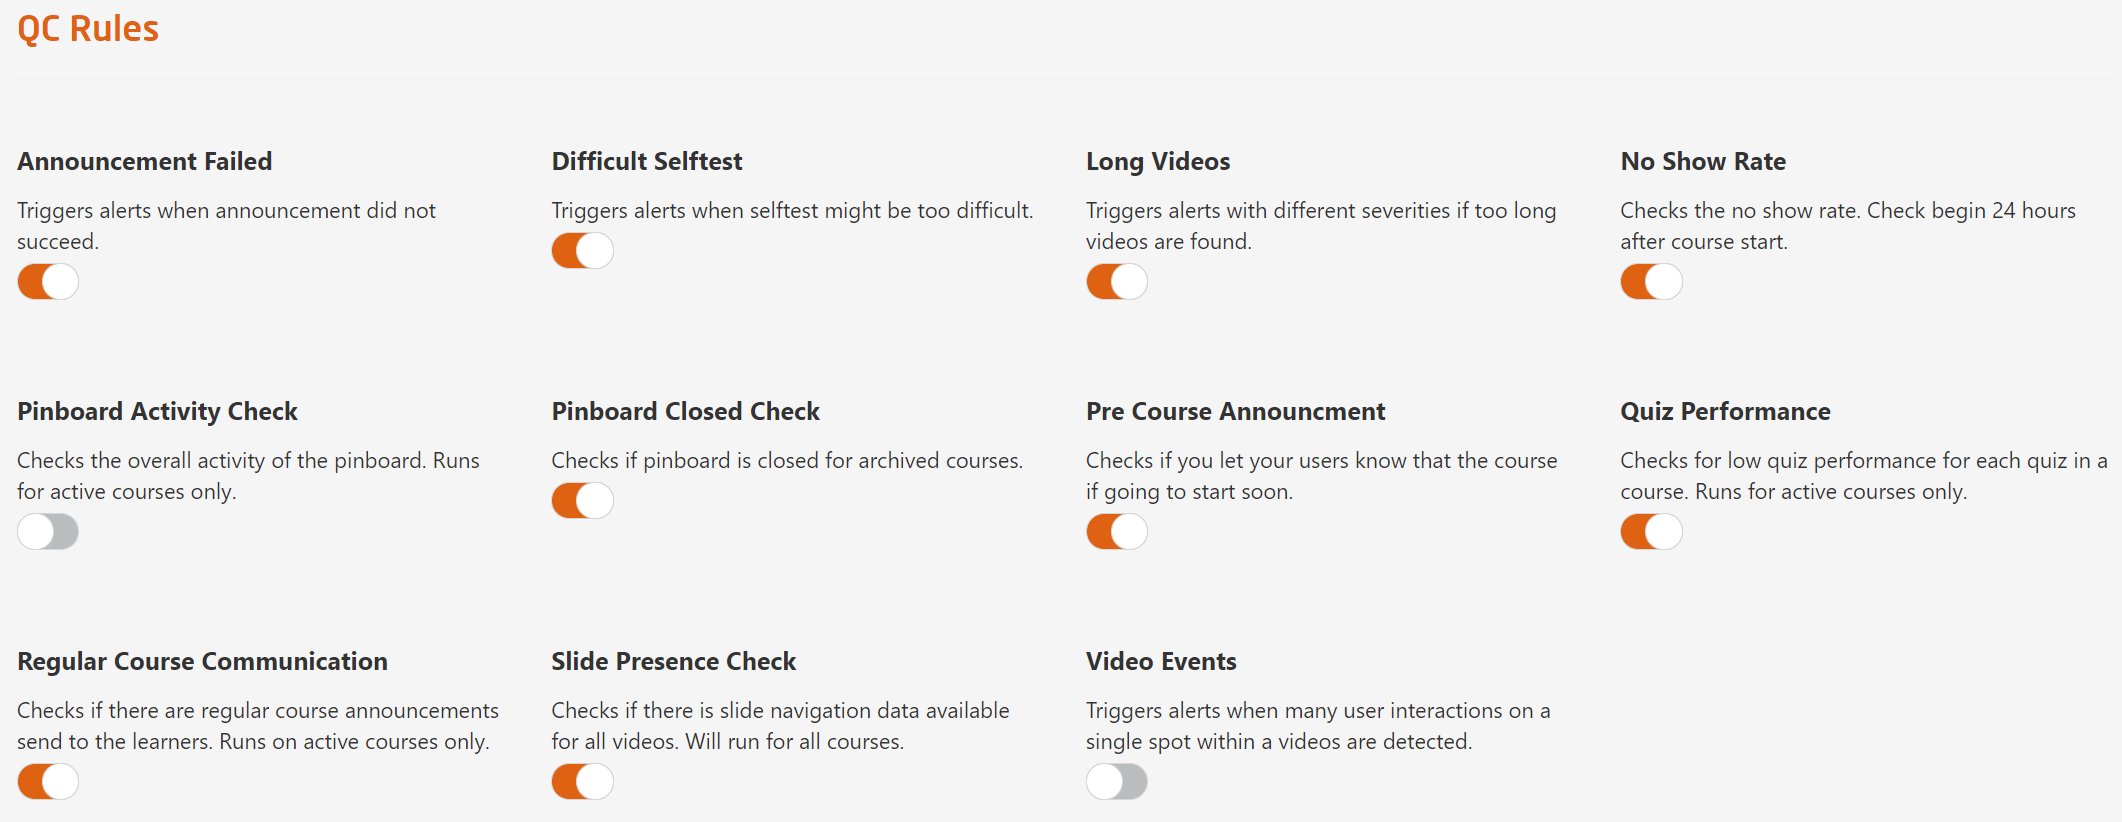 QC Rules
Announcement Failed
Triggers alerts when announcement did not
succeed.
Difficult Selftest
Triggers alerts when selftest might be too difficult.
Long Videos
Triggers alerts with different severities if too long
videos are found.
No Show Rate
Checks the no show rate. Check begin 24 hours
after course start.
Pinboard Activity Check
Checks the overall activity of the pinboard. Runs
for active courses only.
Pinboard Closed Check
Checks if pinboard is closed for archived courses.
Pre Course Announcment
Checks if you let your users know that the course
if going to start soon.
Quiz Performance
Checks for low quiz performance for each quiz in a
course. Runs for active courses only.
Regular Course Communication
Checks if there are regular course announcements
send to the learners. Runs on active courses only.
Slide Presence Check
Checks if there is slide navigation data available
for all videos. Will run for all courses.
Video Events
Triggers alerts when many user interactions on a
single spot within a videos are detected.